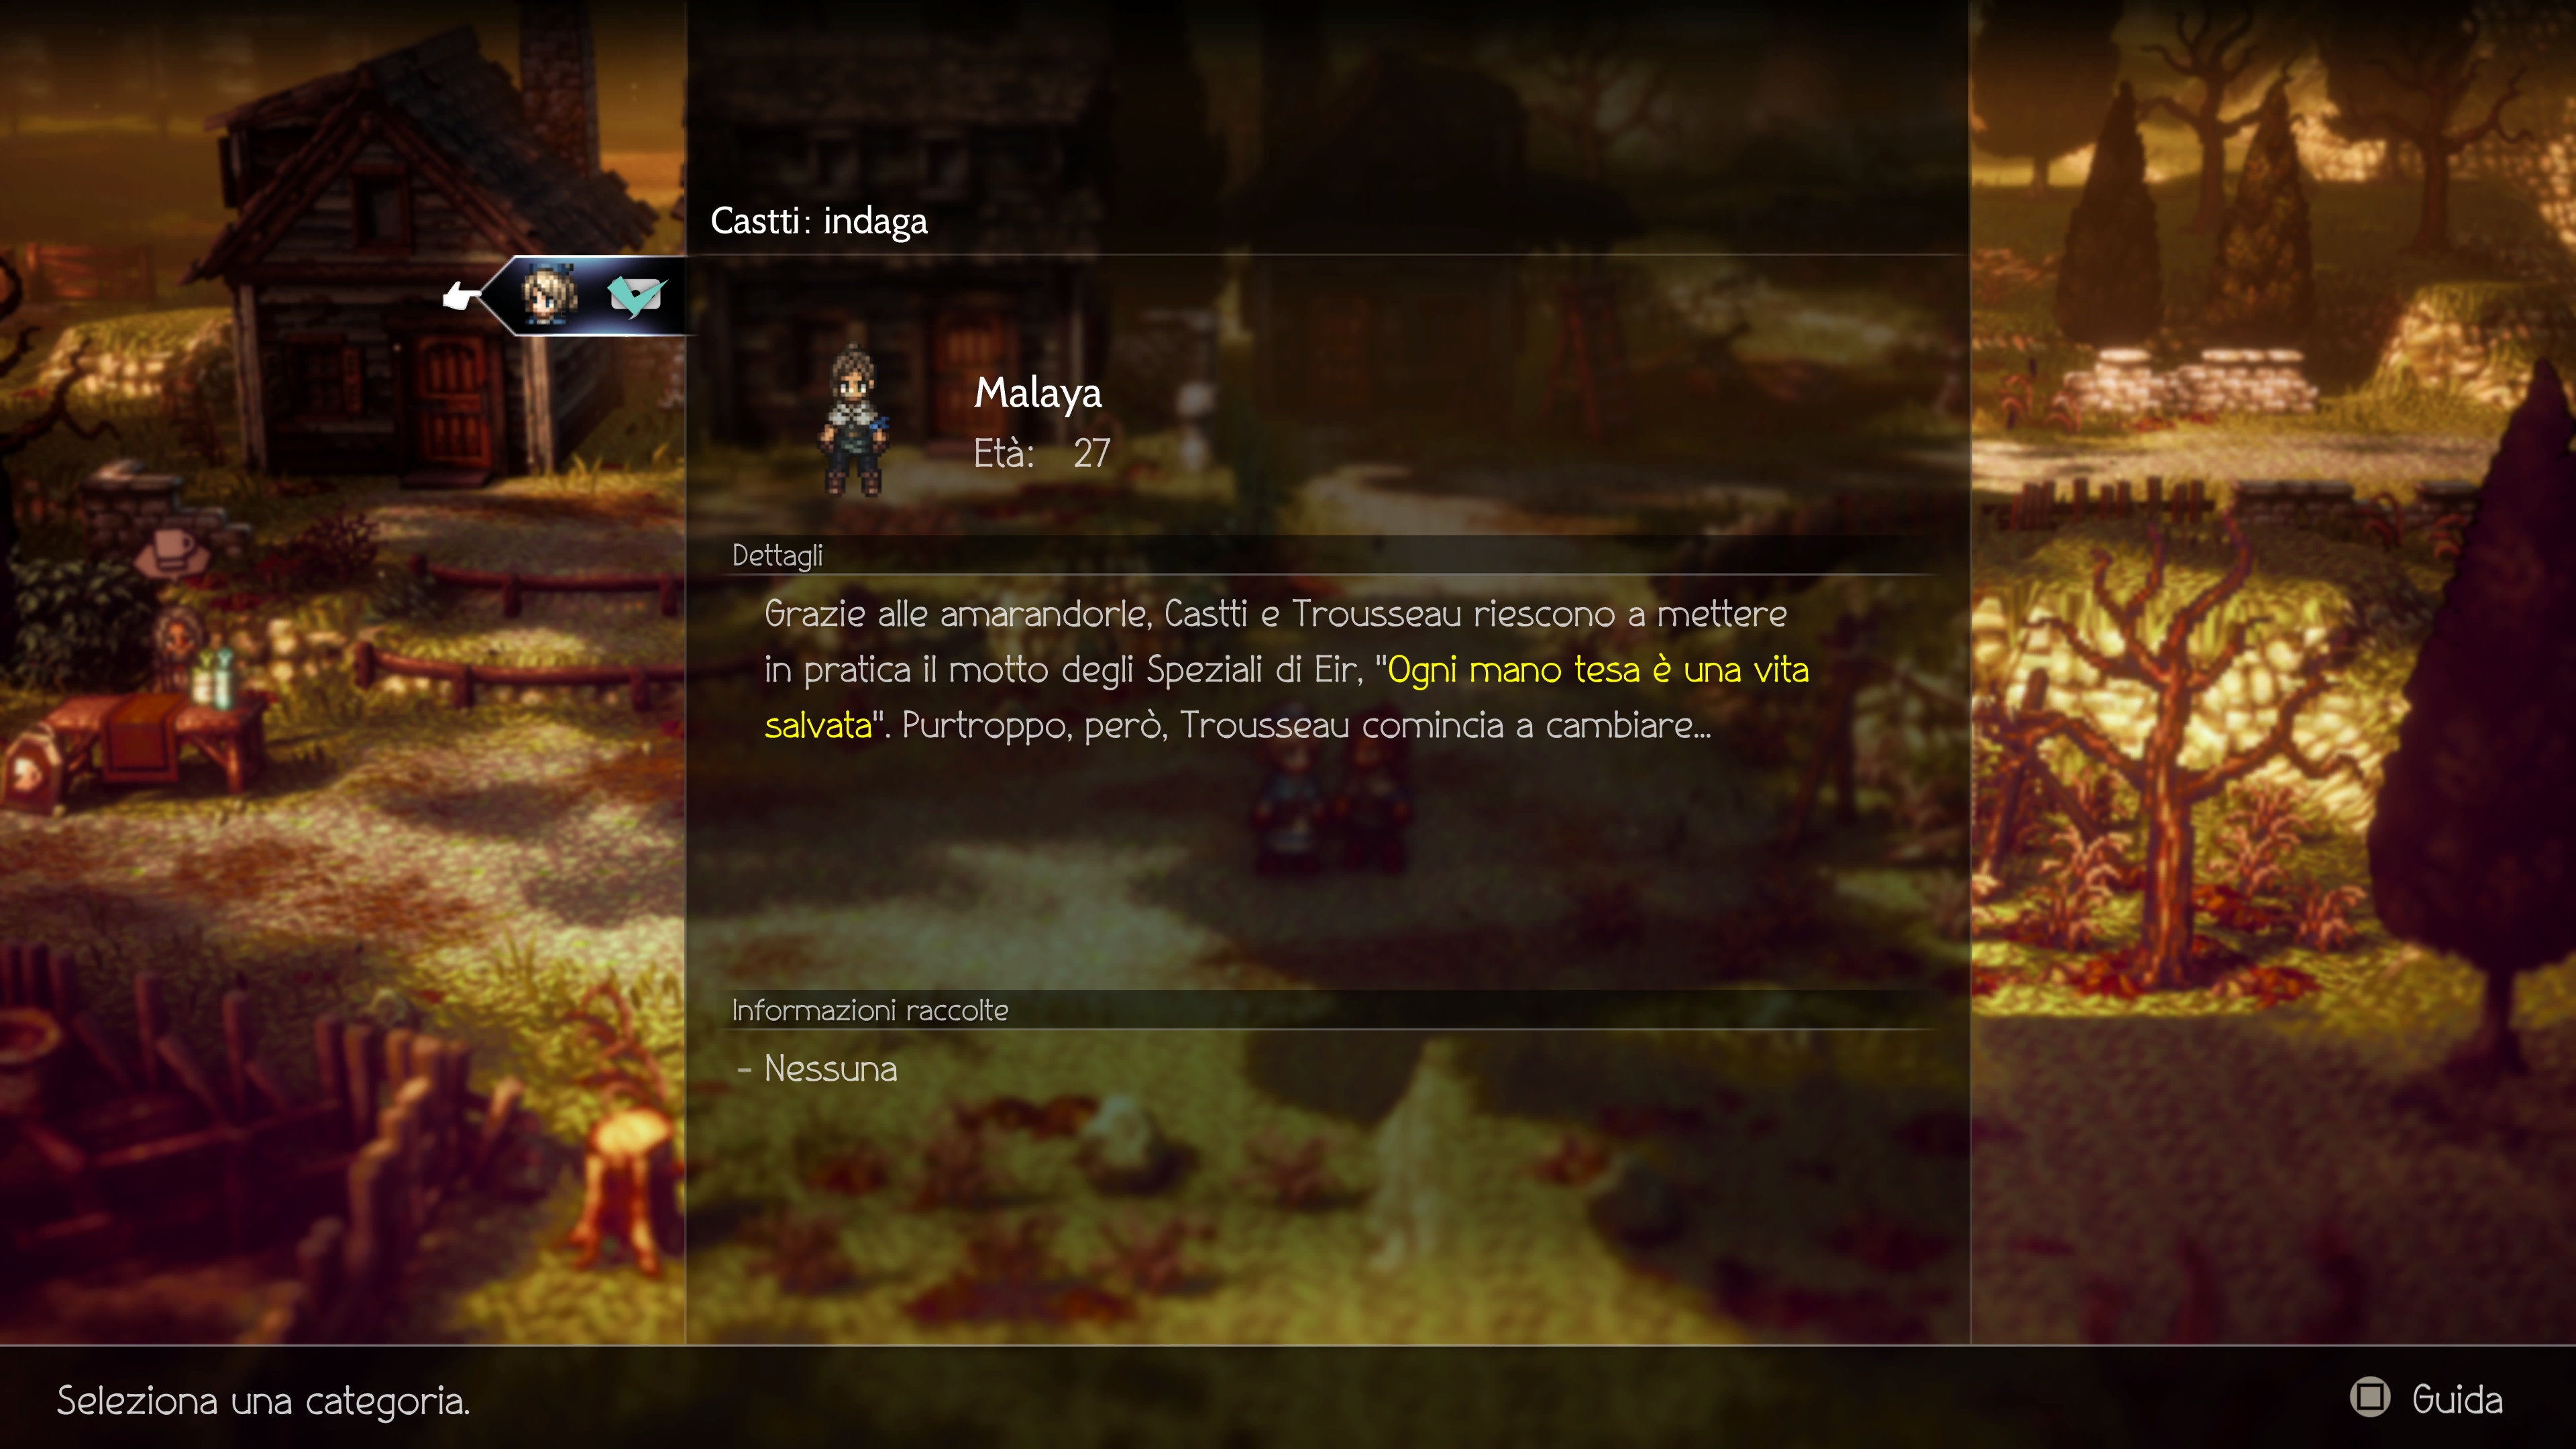 Castti: indaga
Malaya
Età: 27
Dettagli
Grazie alle amarandorle, Castti e Trousseau riescono a mettere
in pratica il motto degli Speziali di Eir, "Ogni mano tesa è una vita
salvata". Purtroppo, però, Trousseau comincia a cambiare...
Informazioni raccolte
- Nessuna
Seleziona una categoria.
Guida